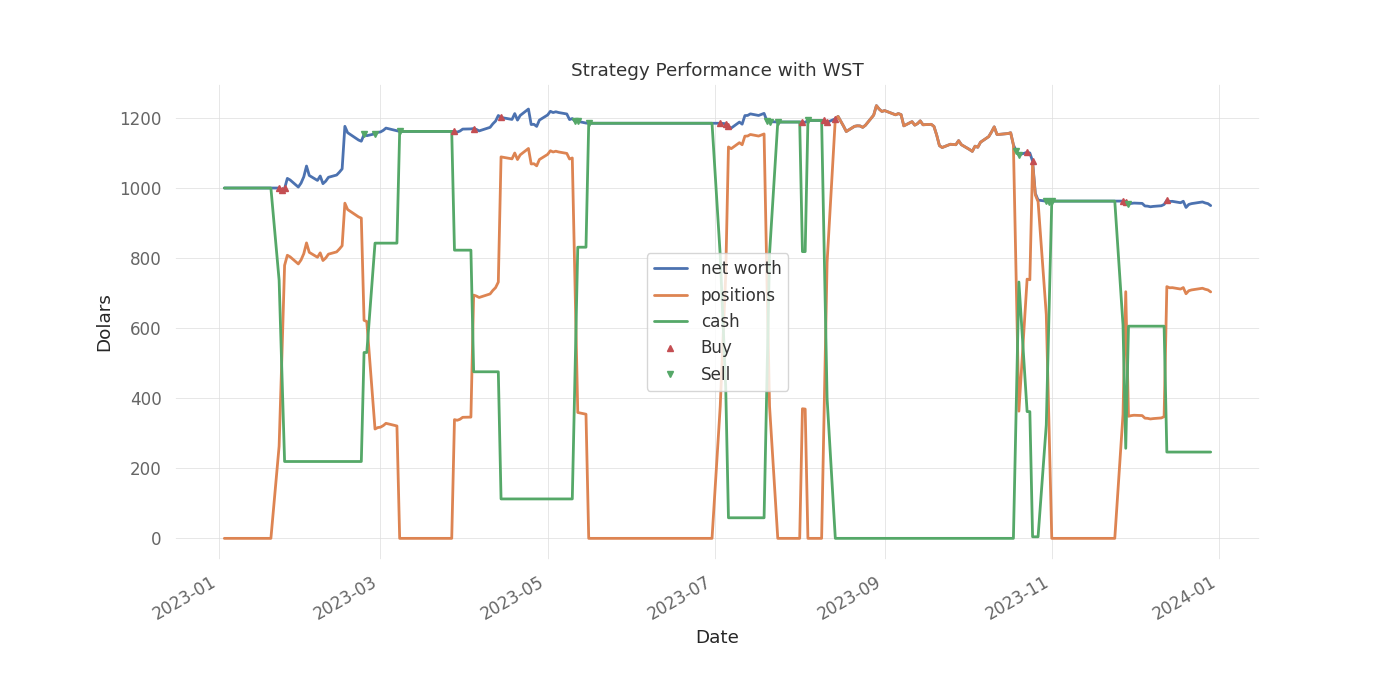 Strategy Performance with WST
1200
1000
800
600
400
200
0
Dolars
net worth
positions
cash
Buy
Sell
2023-01
2023-03
2023-05
2023-07
2023-09
2023-11
2024-01
Date